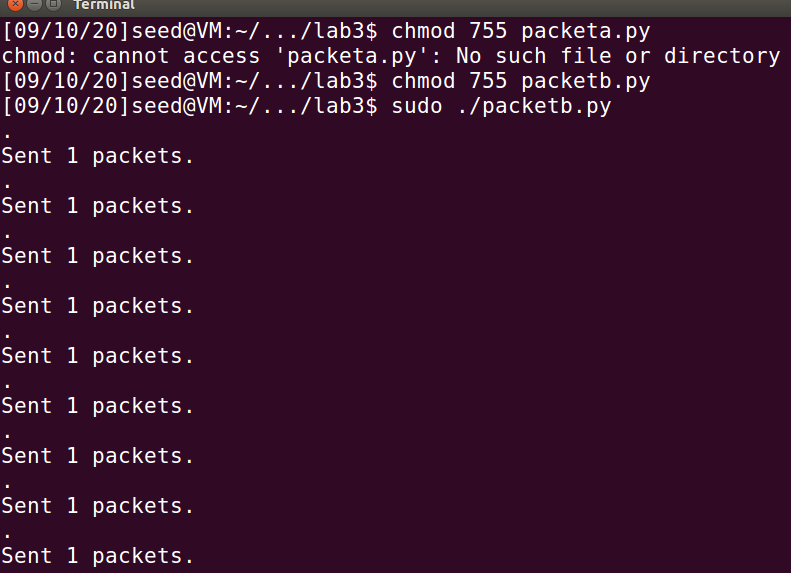 Terminal
[09/10/20]seed@VM:~/.../lab3$ chmod 755 packeta.py
chmod: cannot access 'packeta.py': No such file or directory
[09/10/20]seed@VM:~/.../lab3$ chmod 755 packetb.py
[09/10/20]seed@VM:~/.../lab3$ sudo ./packetb.py
.
Sent 1 packets.
.
Sent 1 packets.
.
Sent 1 packets.
.
Sent 1 packets.
.
Sent 1 packets.
.
Sent 1 packets.
.
Sent 1 packets.
.
Sent 1 packets.
.
Sent 1 packets.